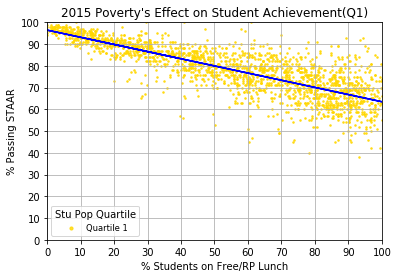 2015 Poverty's Effect on Student Achievement(Q1)
100
90
80
70
60
50
40
30
20
10
0
% Passing STAAR
Stu Pop Quartile
Quartile 1
0 10 20 30 40 50 60 70 80 90 100
% Students on Free/RP Lunch